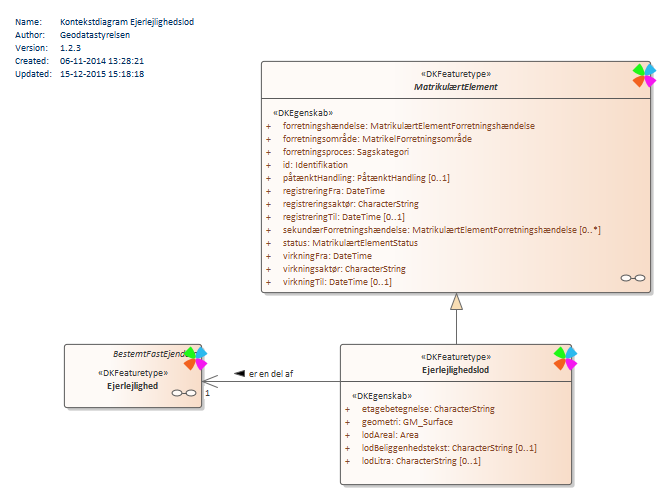 Name: Kontekstdiagram Ejerlejlighedslod
Author: Geodatastyreisen
Version: 1.2.3
Created: 06-11-2014 13:28:21
Updated: 15-12-2015 15:18:18
«DKFeaturetype»
MatrikulærtElement
«DKEgenskab»
+ forretningshændelse: MatrikulærtElementForretningshændelse
+ forretningsområde: MatrikelForretningsområde
+ forretningsproces: Sagskategori
+ id: Identifikation
+ påtænktHandling: PåtænktHandling [0..1]
+ registreringFra: DateTime
+ registreringsaktør: CharacterString
+ registreringTil: DateTime [0..1]
+ sekundærForretningshændelse: MatrikulærtElementForretningshændelse [0..*]
+ status: MatrikulærtElementStatus
+ virkningFra: DateTime
+ virkningsaktør: CharacterString
+ virkningTil: DateTime [0..1]
«DKFeaturetype»
Ejerlejlighedslod
«DKEgenskab»
+ etagebetegnelse: CharacterString
+ geometri: GM_Surface
+ lodAreal: Area
+ lodBeliggenhedstekst: CharacterString [0..1]
+ lodLitra: CharacterString [0..1]
er en del af
1
«DKFeaturetype»
Ejerlejlighed